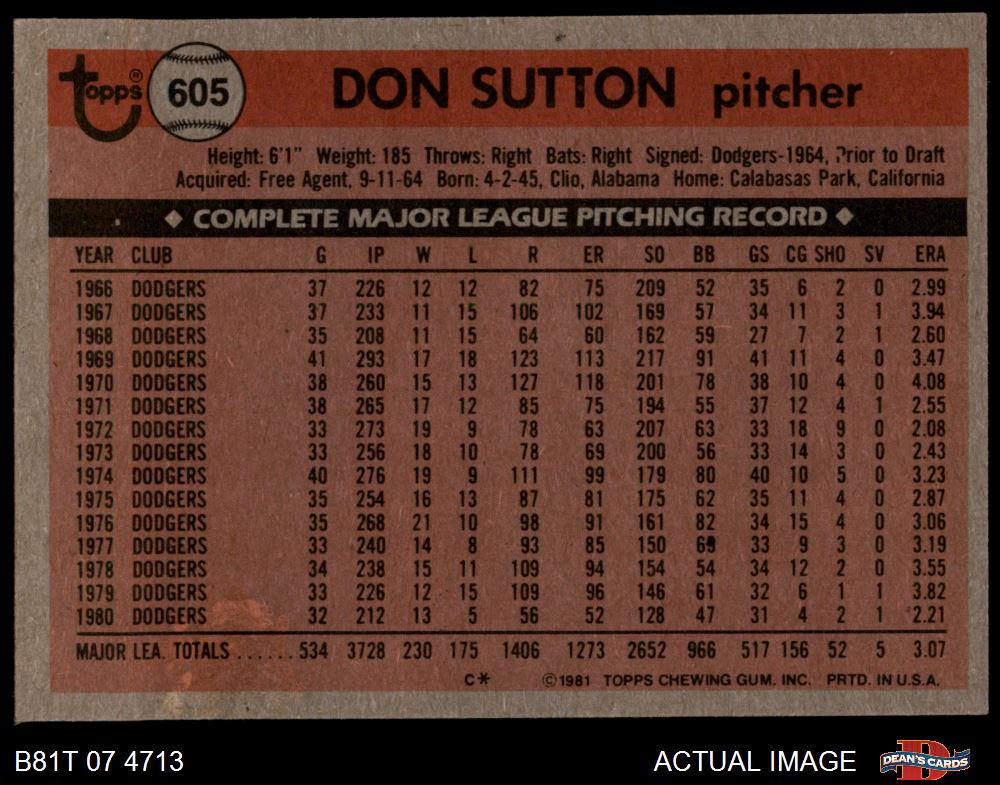 topps® 605 DON SUTTON pitcher
Height: 6'1" Weight: 185 Throws: Right Bats: Right Signed: Dodgers-1964, Prior to Draft
Acquired: Free Agent, 9-11-64 Born: 4-2-45, Clio, Alabama Home: Calabasas Park, California
◆ COMPLETE MAJOR LEAGUE PITCHING RECORD ◆
YEAR CLUB G IP W L R ER SO BB GS CG SHO SV ERA
1966 DODGERS 37 226 12 12 82 75 209 52 35 6 2 0 2.99
1967 DODGERS 37 233 11 15 106 102 169 57 34 11 3 1 3.94
1968 DODGERS 35 208 11 15 64 60 162 59 27 7 2 1 2.60
1969 DODGERS 41 293 17 18 123 113 217 91 41 11 4 0 3.47
1970 DODGERS 38 260 15 13 127 118 201 78 38 10 4 0 4.08
1971 DODGERS 38 265 17 12 85 75 194 55 37 12 4 1 2.55
1972 DODGERS 33 273 19 9 78 63 207 63 33 18 9 0 2.08
1973 DODGERS 33 256 18 10 78 69 200 56 33 14 3 0 2.43
1974 DODGERS 40 276 19 9 111 99 179 80 40 10 5 0 3.23
1975 DODGERS 35 254 16 13 87 81 175 62 35 11 4 0 2.87
1976 DODGERS 35 268 21 10 98 91 161 82 34 15 4 0 3.06
1977 DODGERS 33 240 14 8 93 85 150 69 33 9 3 0 3.19
1978 DODGERS 34 238 15 11 109 94 154 54 34 12 2 0 3.55
1979 DODGERS 33 226 12 15 109 96 146 61 32 6 1 1 3.82
1980 DODGERS 32 212 13 5 56 52 128 47 31 4 2 1 2.21
MAJOR LEA. TOTALS ...... 534 3728 230 175 1406 1273 2652 966 517 156 52 5 3.07
C* ©1981 TOPPS CHEWING GUM. INC. PRTD. IN U.S.A.
B81T 07 4713 ACTUAL IMAGE DEAN'S CARDS